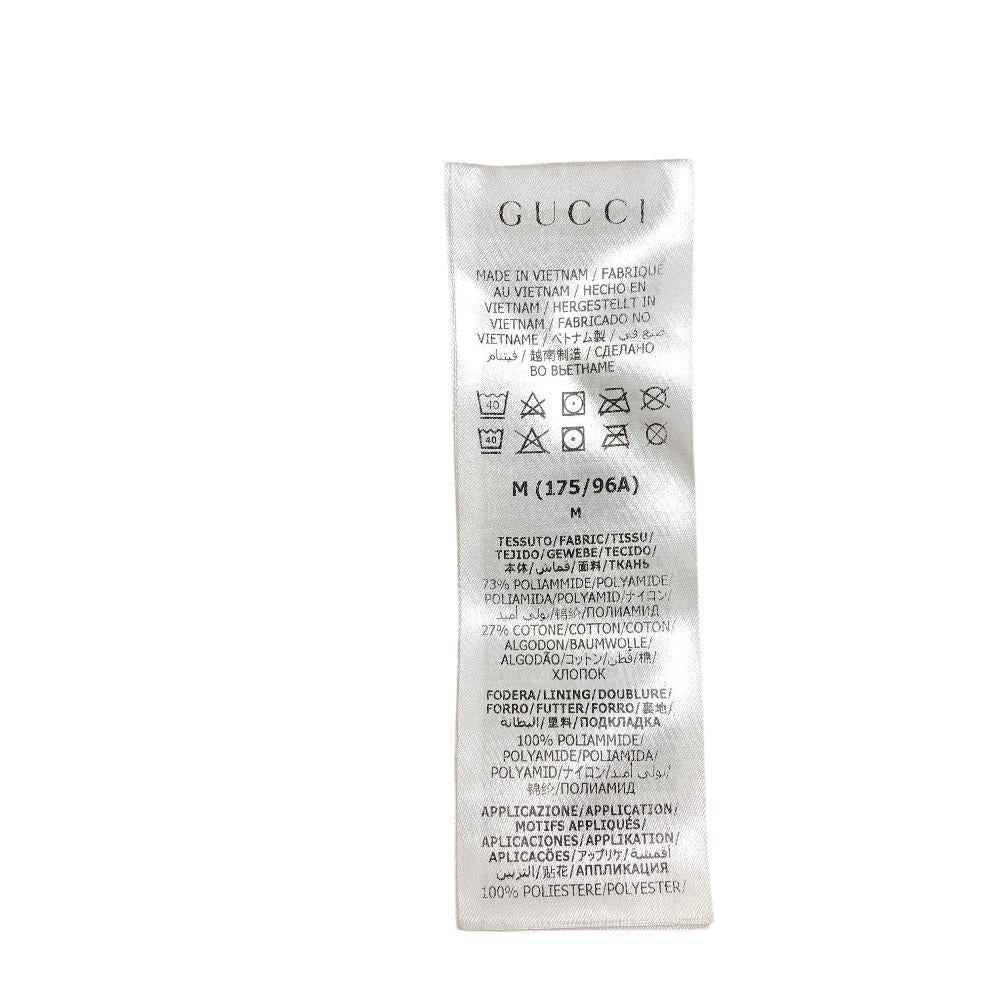 GUCCI
MADE IN VIETNAM / FABRIQUÉ
AU VIETNAM / HECHO EN
VIETNAM / HERGESTELLT IN
VIETNAM / FABRICADO NO
VIETNAME / ベトナム製 / صنع في
فيتنام / 越南制造 / СДЕЛАНО
ВО ВЬЕТНАМЕ
40
40
M (175/96A)
M
TESSUTO/FABRIC/TISSU/
TEJIDO/GEWEBE/TECIDO/
本体/قماش/面料/ТКАНЬ
73% POLIAMMIDE/POLYAMIDE/
POLIAMIDA/POLYAMID/ナイロン/
بولي أميد/锦纶/ПОЛИАМИД
27% COTONE/COTTON/COTON/
ALGODON/BAUMWOLLE/
ALGODÃO/コットン/قطن/棉/
ХЛОПОК
FODERA/LINING/DOUBLURE/
FORRO/FUTTER/FORRO/裏地/
البطانة/里料/ПОДКЛАДКА
100% POLIAMMIDE/
POLYAMIDE/POLIAMIDA/
POLYAMID/ナイロン/بولي أميد/
锦纶/ПОЛИАМИД
APPLICAZIONE/APPLICATION/
MOTIFS APPLIQUÉS/
APLICACIONES/APPLIKATION/
APLICAÇÕES/アップリケ/أقمشة
التزيين/贴花/АППЛИКАЦИЯ
100% POLIESTERE/POLYESTER/